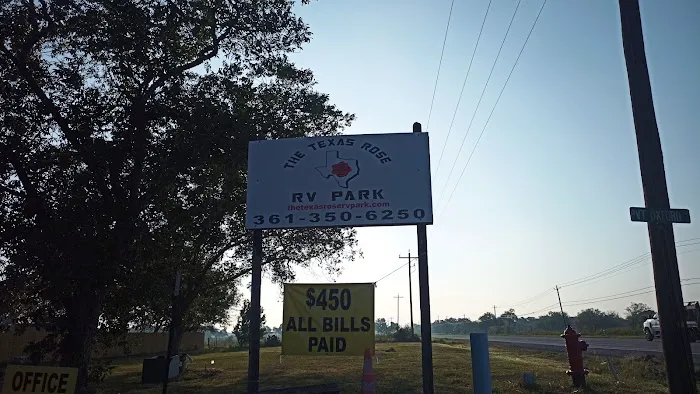 THE TEXAS ROSE
RV PARK
thetexasroservpark.com
361-350-6250
$450
ALL BILLS
PAID
OFFICE